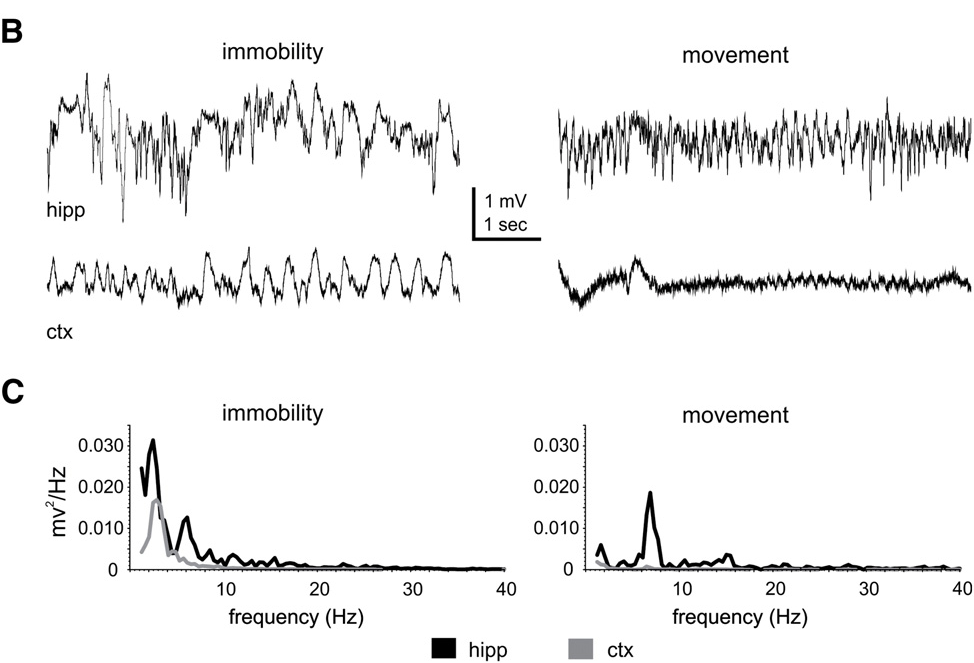 B
immobility
movement
hipp
1 mV
1 sec
ctx
C
immobility
movement
mv²/Hz
0.030
0.020
0.010
0
10
20
30
40
frequency (Hz)
0.030
0.020
0.010
0
10
20
30
40
frequency (Hz)
hipp
ctx